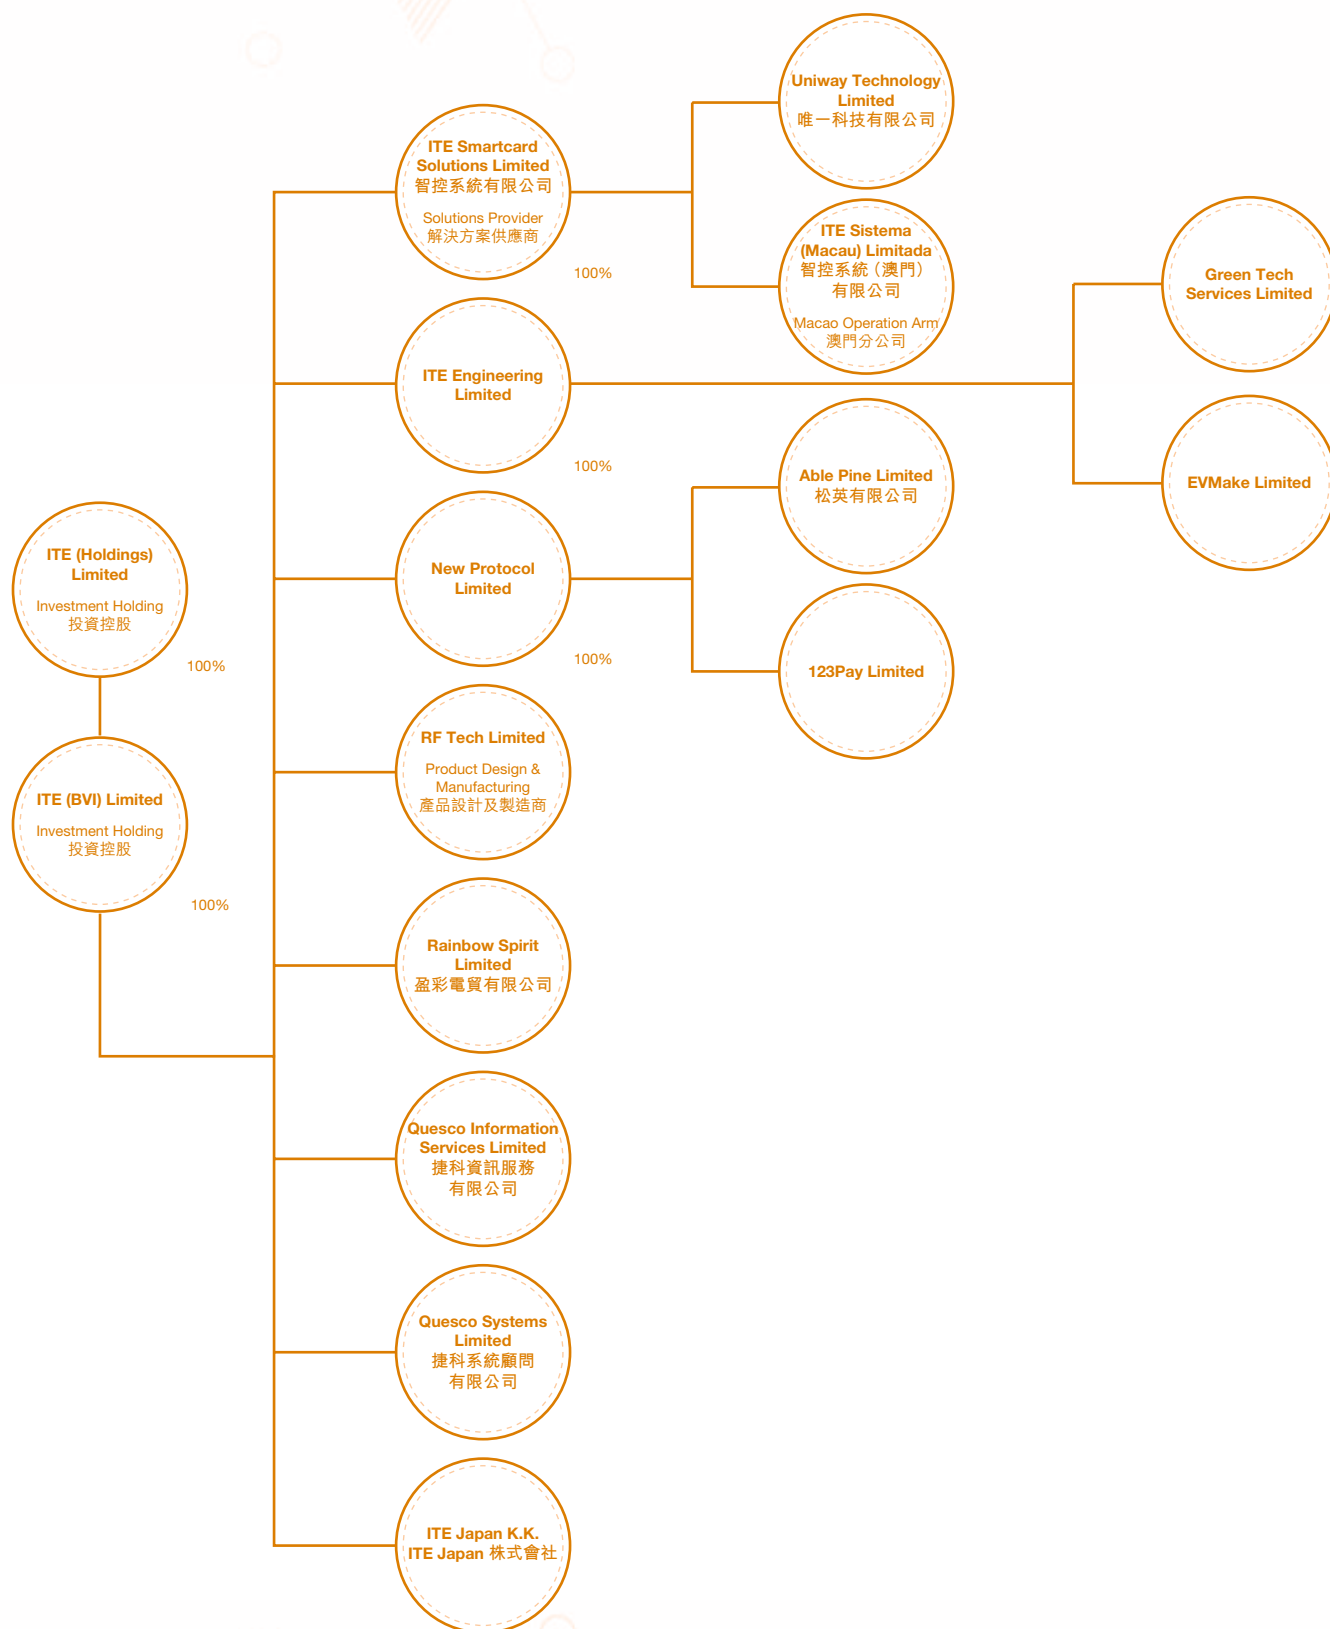 ITE (Holdings)
Limited
Investment Holding
投資控股
100%
ITE (BVI) Limited
Investment Holding
投資控股
100%
ITE Smartcard
Solutions Limited
智控系統有限公司
Solutions Provider
解決方案供應商
100%
ITE Engineering
Limited
100%
New Protocol
Limited
100%
RF Tech Limited
Product Design &
Manufacturing
產品設計及製造商
Rainbow Spirit
Limited
盈彩電貿有限公司
Quesco Information
Services Limited
捷科資訊服務
有限公司
Quesco Systems
Limited
捷科系統顧問
有限公司
ITE Japan K.K.
ITE Japan 株式會社
Uniway Technology
Limited
唯一科技有限公司
ITE Sistema
(Macau) Limitada
智控系統（澳門）
有限公司
Macao Operation Arm
澳門分公司
Able Pine Limited
松英有限公司
123Pay Limited
Green Tech
Services Limited
EVMake Limited